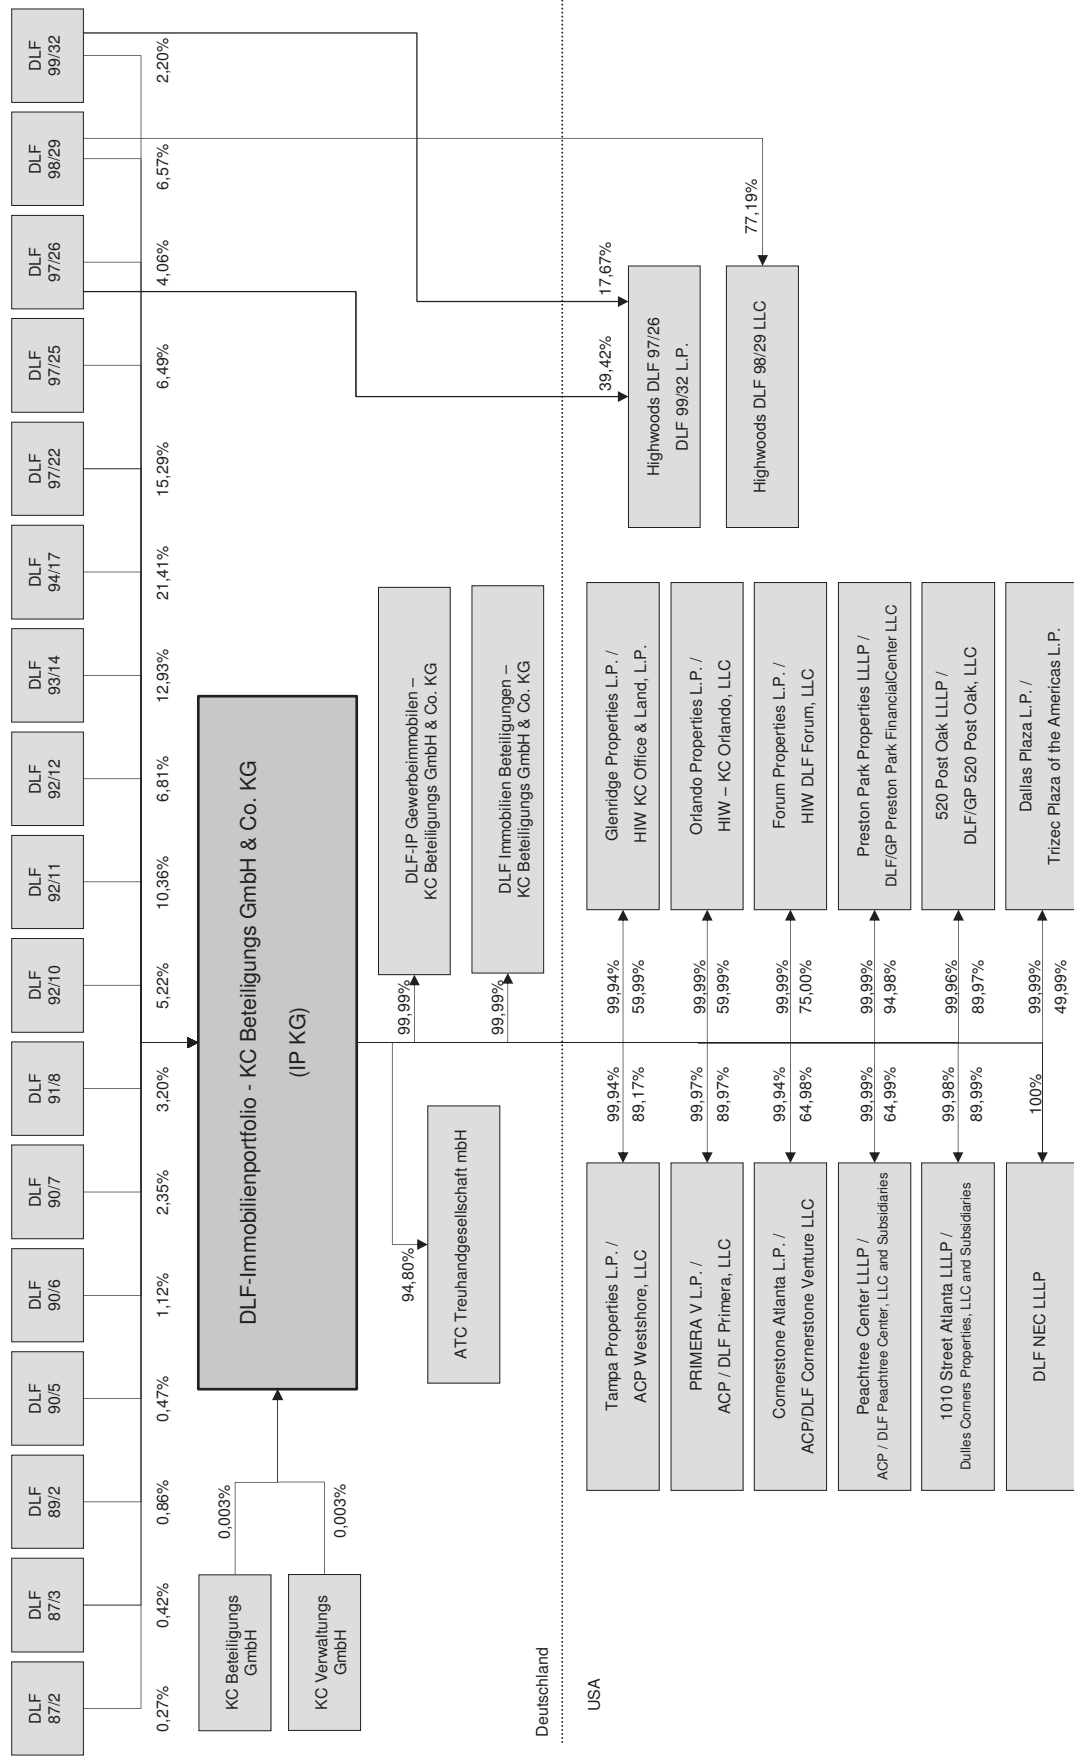 DLF
87/2
DLF
87/3
DLF
89/2
DLF
90/5
DLF
90/6
DLF
90/7
DLF
91/8
DLF
92/10
DLF
92/11
DLF
92/12
DLF
93/14
DLF
94/17
DLF
97/22
DLF
97/25
DLF
97/26
DLF
98/29
DLF
99/32
0,27%
0,42%
0,86%
0,47%
1,12%
2,35%
3,20%
5,22%
10,36%
6,81%
12,93%
21,41%
15,29%
6,49%
4,06%
6,57%
2,20%
KC Beteiligungs
GmbH
0,003%
KC Verwaltungs
GmbH
0,003%
DLF-Immobilienportfolio - KC Beteiligungs GmbH & Co. KG
(IP KG)
94,80%
ATC Treuhandgesellschaft mbH
99,99%
DLF-IP Gewerbeimmobilen –
KC Beteiligungs GmbH & Co. KG
99,99%
DLF Immobilien Beteiligungen –
KC Beteiligungs GmbH & Co. KG
Deutschland
USA
39,42%
17,67%
Highwoods DLF 97/26
DLF 99/32 L.P.
77,19%
Highwoods DLF 98/29 LLC
Tampa Properties L.P. /
ACP Westshore, LLC
99,94%
89,17%
99,94%
59,99%
Glenridge Properties L.P. /
HIW KC Office & Land, L.P.
PRIMERA V L.P. /
ACP / DLF Primera, LLC
99,97%
89,97%
99,99%
59,99%
Orlando Properties L.P. /
HIW – KC Orlando, LLC
Cornerstone Atlanta L.P. /
ACP/DLF Cornerstone Venture LLC
99,94%
64,98%
99,99%
75,00%
Forum Properties L.P. /
HIW DLF Forum, LLC
Peachtree Center LLLP /
ACP / DLF Peachtree Center, LLC and Subsidiaries
99,99%
64,99%
99,99%
94,98%
Preston Park Properties LLLP /
DLF/GP Preston Park FinancialCenter LLC
1010 Street Atlanta LLLP /
Dulles Corners Properties, LLC and Subsidiaries
99,98%
89,99%
99,96%
89,97%
520 Post Oak LLLP /
DLF/GP 520 Post Oak, LLC
DLF NEC LLLP
100%
99,99%
49,99%
Dallas Plaza L.P. /
Trizec Plaza of the Americas L.P.